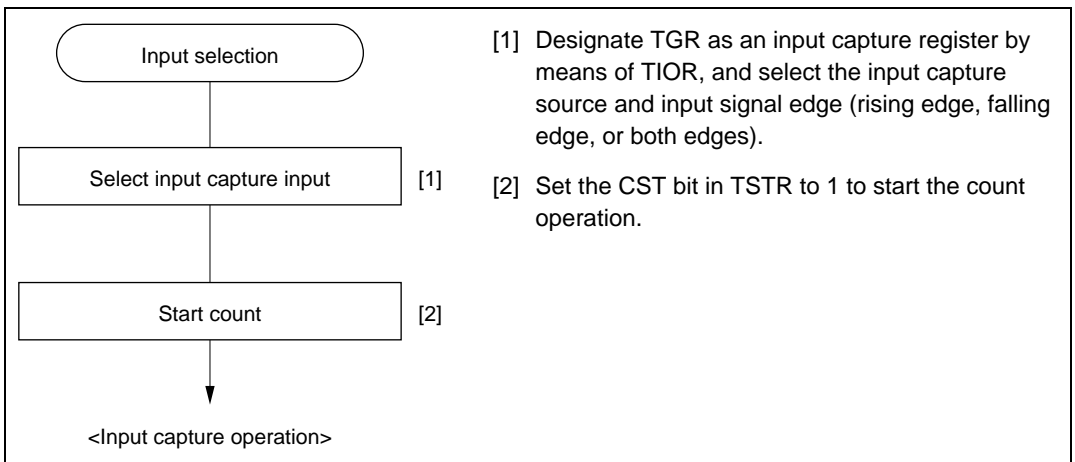 Input selection
Select input capture input
[1]
Start count
[2]
<Input capture operation>
[1] Designate TGR as an input capture register by
means of TIOR, and select the input capture
source and input signal edge (rising edge, falling
edge, or both edges).
[2] Set the CST bit in TSTR to 1 to start the count
operation.